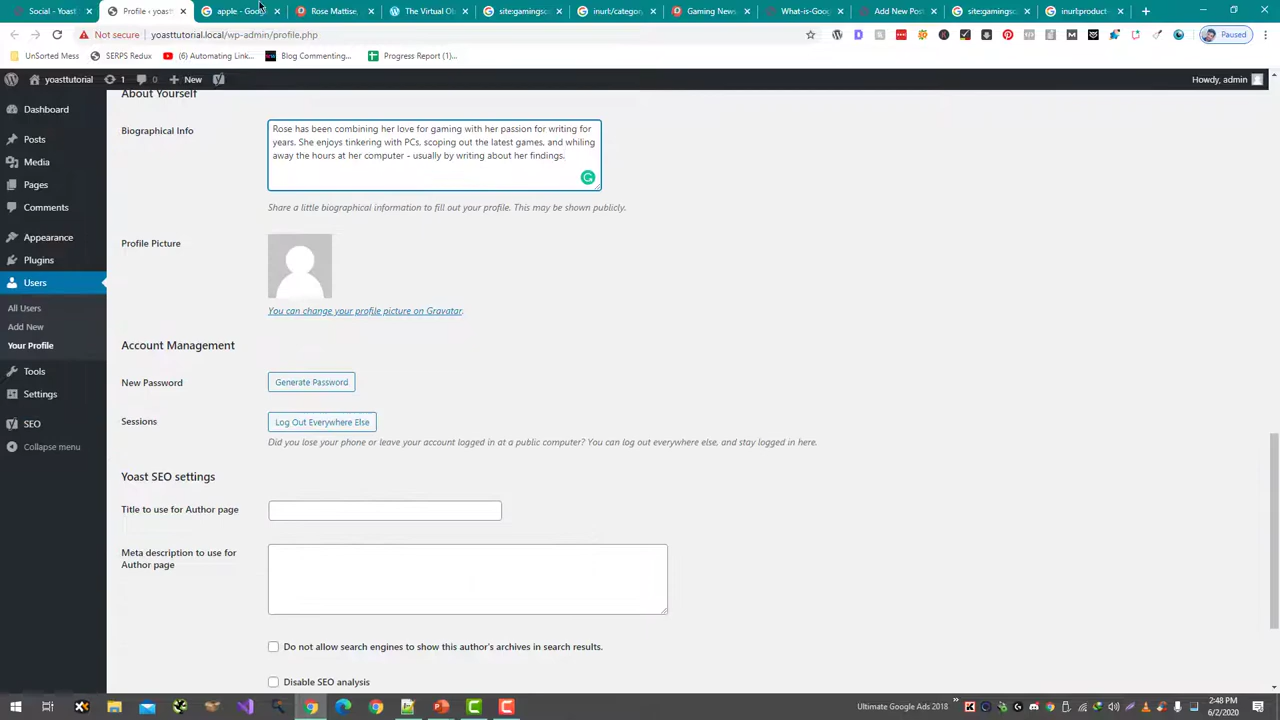 Social - Yoast
Profile ‹ yoastt
apple - Goo
Rose Mattise,
The Virtual Ob
site:gamingsco
inurl:/category
Gaming News,
What-is-Goog
Add New Post
site:gamingsc
inurl:product-
Not secure
yoasttutorial.local/wp-admin/profile.php
Paused
UnSorted Mess
SERPS Redux
(6) Automating Link...
Blog Commenting...
Progress Report (1)...
yoasttutorial
1
0
New
Howdy, admin
Dashboard
Posts
Media
Pages
Comments
Appearance
Plugins
Users
All Users
Add New
Your Profile
Tools
Settings
SEO
Collapse menu
About Yourself
Biographical Info
Rose has been combining her love for gaming with her passion for writing for
years. She enjoys tinkering with PCs, scoping out the latest games, and whiling
away the hours at her computer - usually by writing about her findings.
Share a little biographical information to fill out your profile. This may be shown publicly.
Profile Picture
You can change your profile picture on Gravatar.
Account Management
New Password
Generate Password
Sessions
Log Out Everywhere Else
Did you lose your phone or leave your account logged in at a public computer? You can log out everywhere else, and stay logged in here.
Yoast SEO settings
Title to use for Author page
Meta description to use for
Author page
Do not allow search engines to show this author's archives in search results.
Disable SEO analysis
Ultimate Google Ads 2018
2:48 PM
6/2/2020